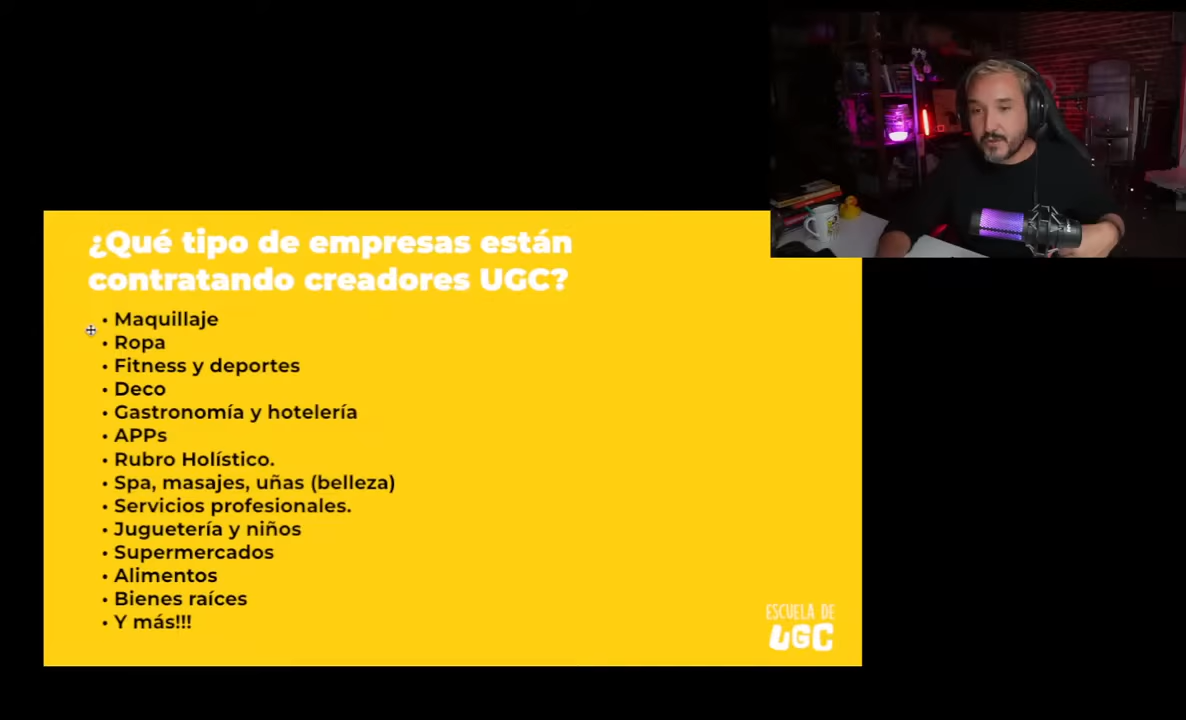 ¿Qué tipo de empresas están
contratando creadores UGC?
• Maquillaje
• Ropa
• Fitness y deportes
• Deco
• Gastronomía y hotelería
• APPs
• Rubro Holístico.
• Spa, masajes, uñas (belleza)
• Servicios profesionales.
• Juguetería y niños
• Supermercados
• Alimentos
• Bienes raíces
• Y más!!!
ESCUELA DE
UGC